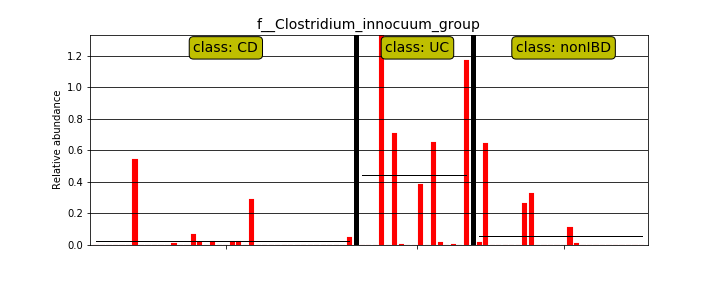 f__Clostridium_innocuum_group
class: CD
class: UC
class: nonIBD
Relative abundance
1.2
1.0
0.8
0.6
0.4
0.2
0.0